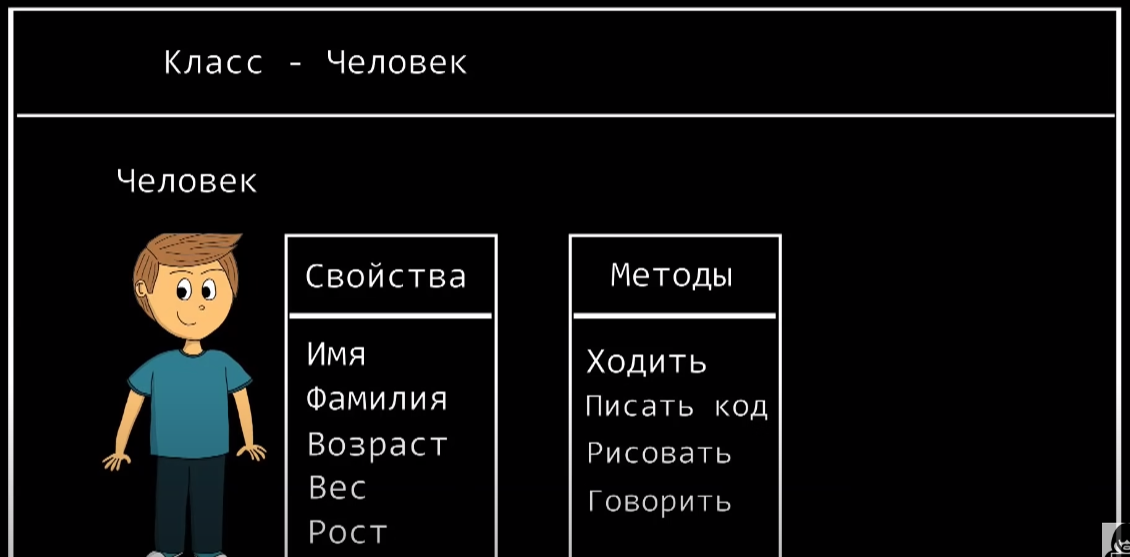 Класс - Человек
Человек
Свойства
Имя
Фамилия
Возраст
Вес
Рост
Методы
Ходить
Писать код
Рисовать
Говорить